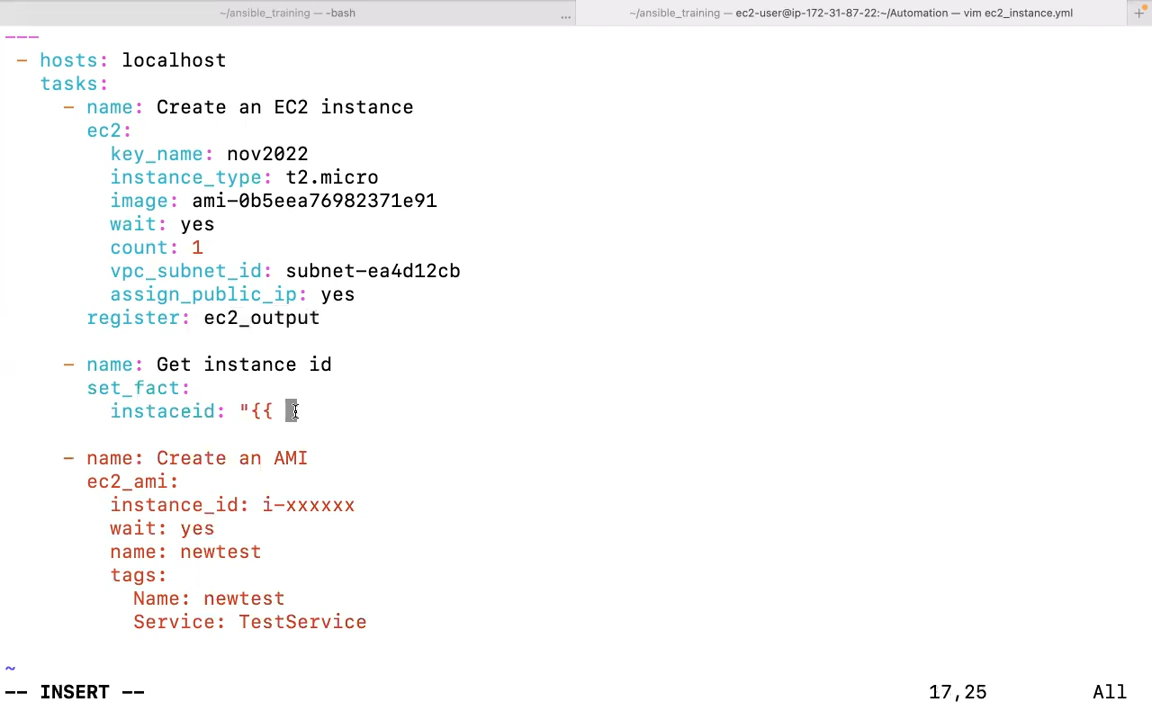 ~/ansible_training — -bash
...
~/ansible_training — ec2-user@ip-172-31-87-22:~/Automation — vim ec2_instance.yml
+
---
- hosts: localhost
tasks:
- name: Create an EC2 instance
ec2:
key_name: nov2022
instance_type: t2.micro
image: ami-0b5eea76982371e91
wait: yes
count: 1
vpc_subnet_id: subnet-ea4d12cb
assign_public_ip: yes
register: ec2_output
- name: Get instance id
set_fact:
instaceid: "{{
- name: Create an AMI
ec2_ami:
instance_id: i-xxxxxx
wait: yes
name: newtest
tags:
Name: newtest
Service: TestService
~
-- INSERT -- 17,25 All